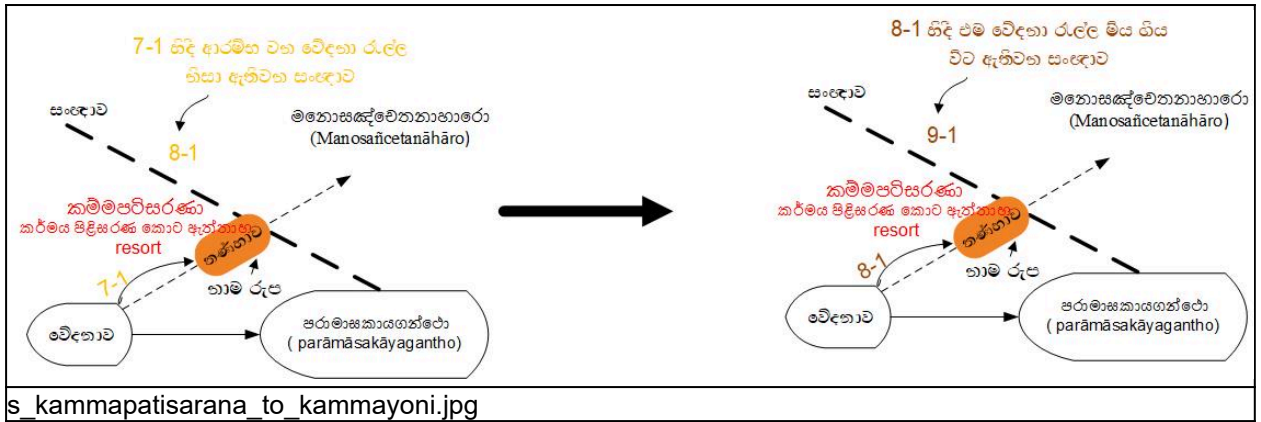 7-1 හිදී ආරම්භ වන වේදනා රැල්ල
නිසා ඇතිවන සංඥාව
සංඥාව
8-1
මනොසඤ්චෙතනාහාරො
(Manosañcetanāhāro)
කම්මපටිසරණා
කර්මය පිළිසරණ කොට ඇත්තාහ
resort
තණ්හාව
7-1
නාම රූප
වේදනාව
පරාමාසකායගන්ථො
( parāmāsakāyagantho)
8-1 හිදී එම වේදනා රැල්ල මිය ගිය
විට ඇතිවන සංඥාව
සංඥාව
9-1
මනොසඤ්චෙතනාහාරො
(Manosañcetanāhāro)
කම්මපටිසරණා
කර්මය පිළිසරණ කොට ඇත්තාහ
resort
තණ්හාව
8-1
නාම රූප
වේදනාව
පරාමාසකායගන්ථො
( parāmāsakāyagantho)
s_kammapatisarana_to_kammayoni.jpg